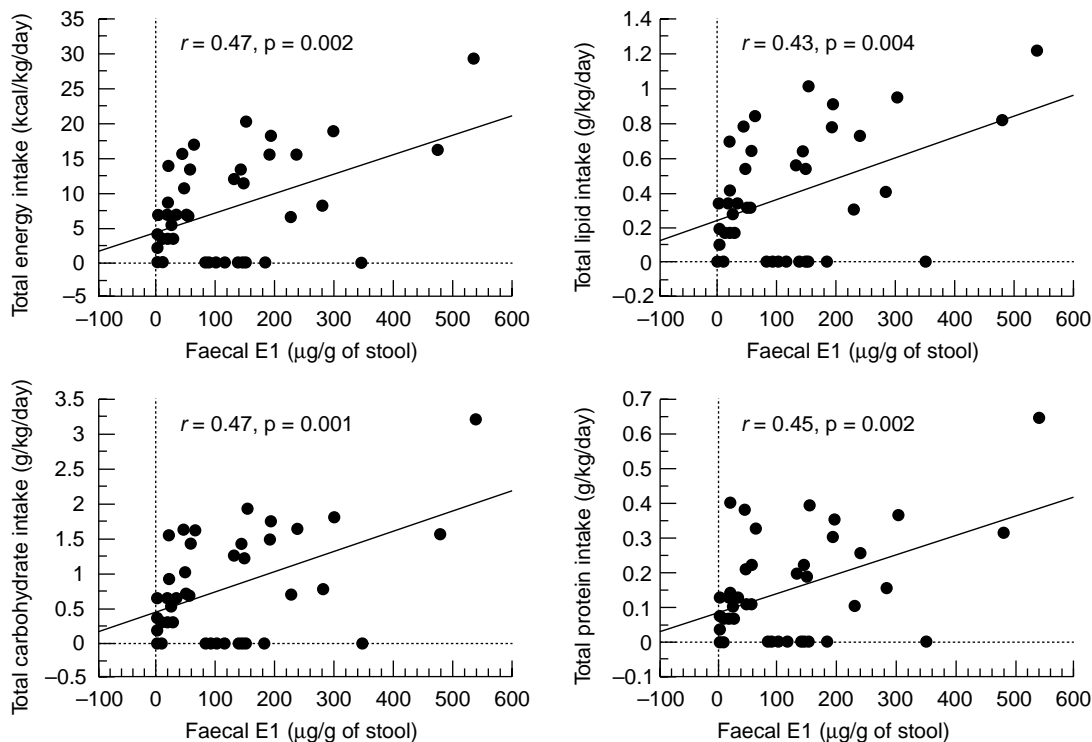 r = 0.47, p = 0.002
Total energy intake (kcal/kg/day)
35
30
25
20
15
10
5
0
–5
–100 0 100 200 300 400 500 600
Faecal E1 (μg/g of stool)
r = 0.43, p = 0.004
Total lipid intake (g/kg/day)
1.4
1.2
1
0.8
0.6
0.4
0.2
0
–0.2
–100 0 100 200 300 400 500 600
Faecal E1 (μg/g of stool)
r = 0.47, p = 0.001
Total carbohydrate intake (g/kg/day)
3.5
3
2.5
2
1.5
1
0.5
0
–0.5
–100 0 100 200 300 400 500 600
Faecal E1 (μg/g of stool)
r = 0.45, p = 0.002
Total protein intake (g/kg/day)
0.7
0.6
0.5
0.4
0.3
0.2
0.1
0
–0.1
–100 0 100 200 300 400 500 600
Faecal E1 (μg/g of stool)